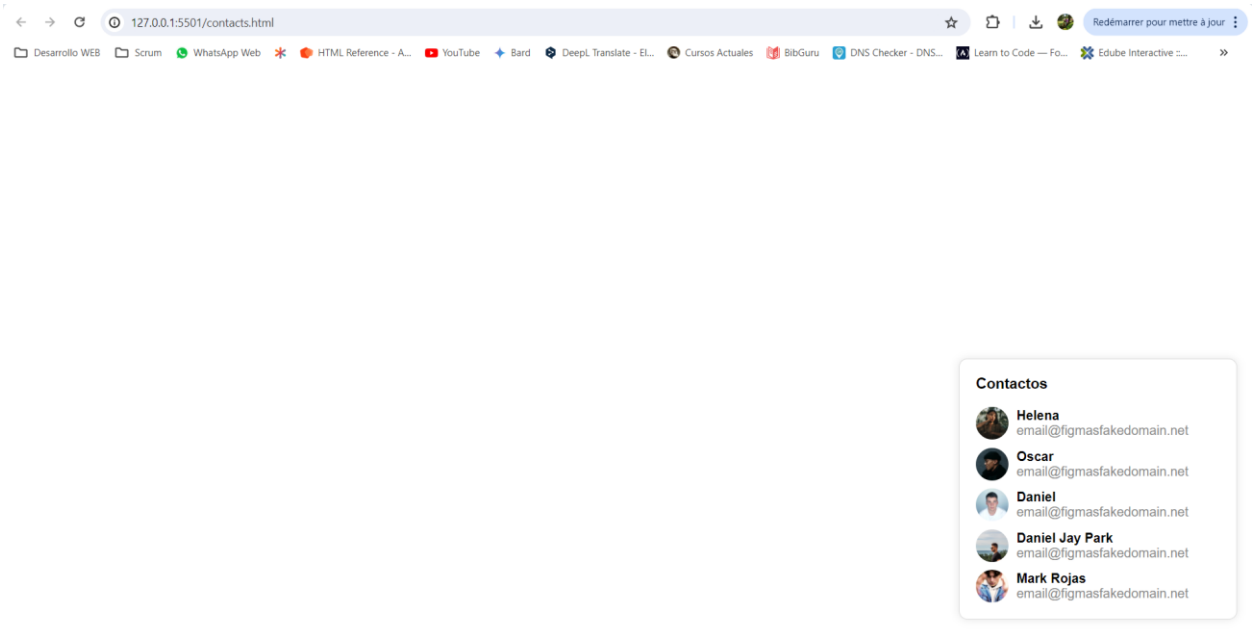 127.0.0.1:5501/contacts.html
Redémarrer pour mettre à jour
Desarrollo WEB Scrum WhatsApp Web HTML Reference - A... YouTube Bard DeepL Translate - El... Cursos Actuales BibGuru DNS Checker - DNS... Learn to Code — Fo... Edube Interactive ::... »
Contactos
Helena
email@figmasfakedomain.net
Oscar
email@figmasfakedomain.net
Daniel
email@figmasfakedomain.net
Daniel Jay Park
email@figmasfakedomain.net
Mark Rojas
email@figmasfakedomain.net